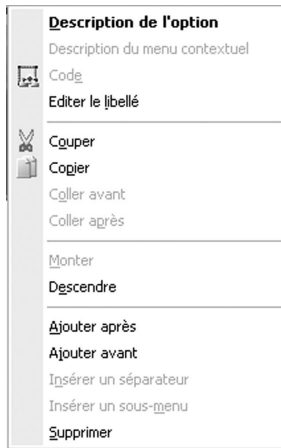 Description de l'option
Description du menu contextuel
Code
Editer le libellé
Couper
Copier
Coller avant
Coller après
Monter
Descendre
Ajouter après
Ajouter avant
Insérer un séparateur
Insérer un sous-menu
Supprimer